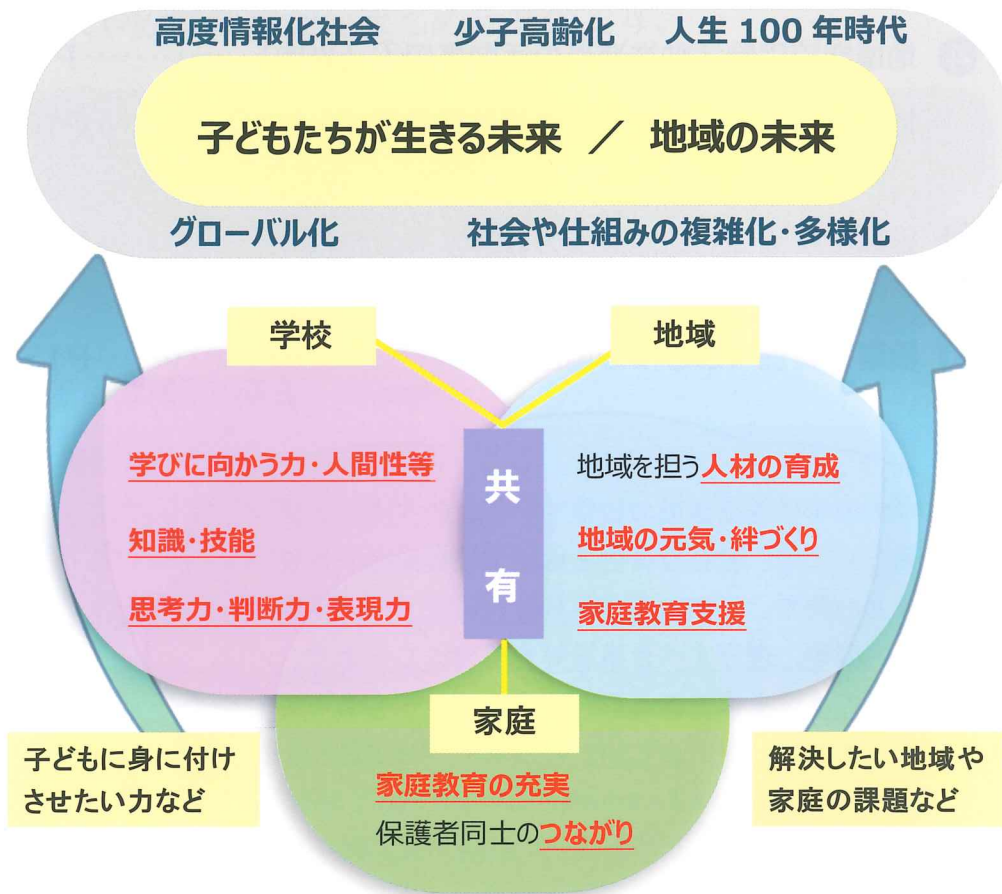 高度情報化社会 少子高齢化 人生 100 年時代
子どもたちが生きる未来 / 地域の未来
グローバル化 社会や仕組みの複雑化・多様化
学校
地域
共有
学びに向かう力・人間性等
知識・技能
思考力・判断力・表現力
地域を担う人材の育成
地域の元気・絆づくり
家庭教育支援
家庭
家庭教育の充実
保護者同士のつながり
子どもに身に付け
させたい力など
解決したい地域や
家庭の課題など